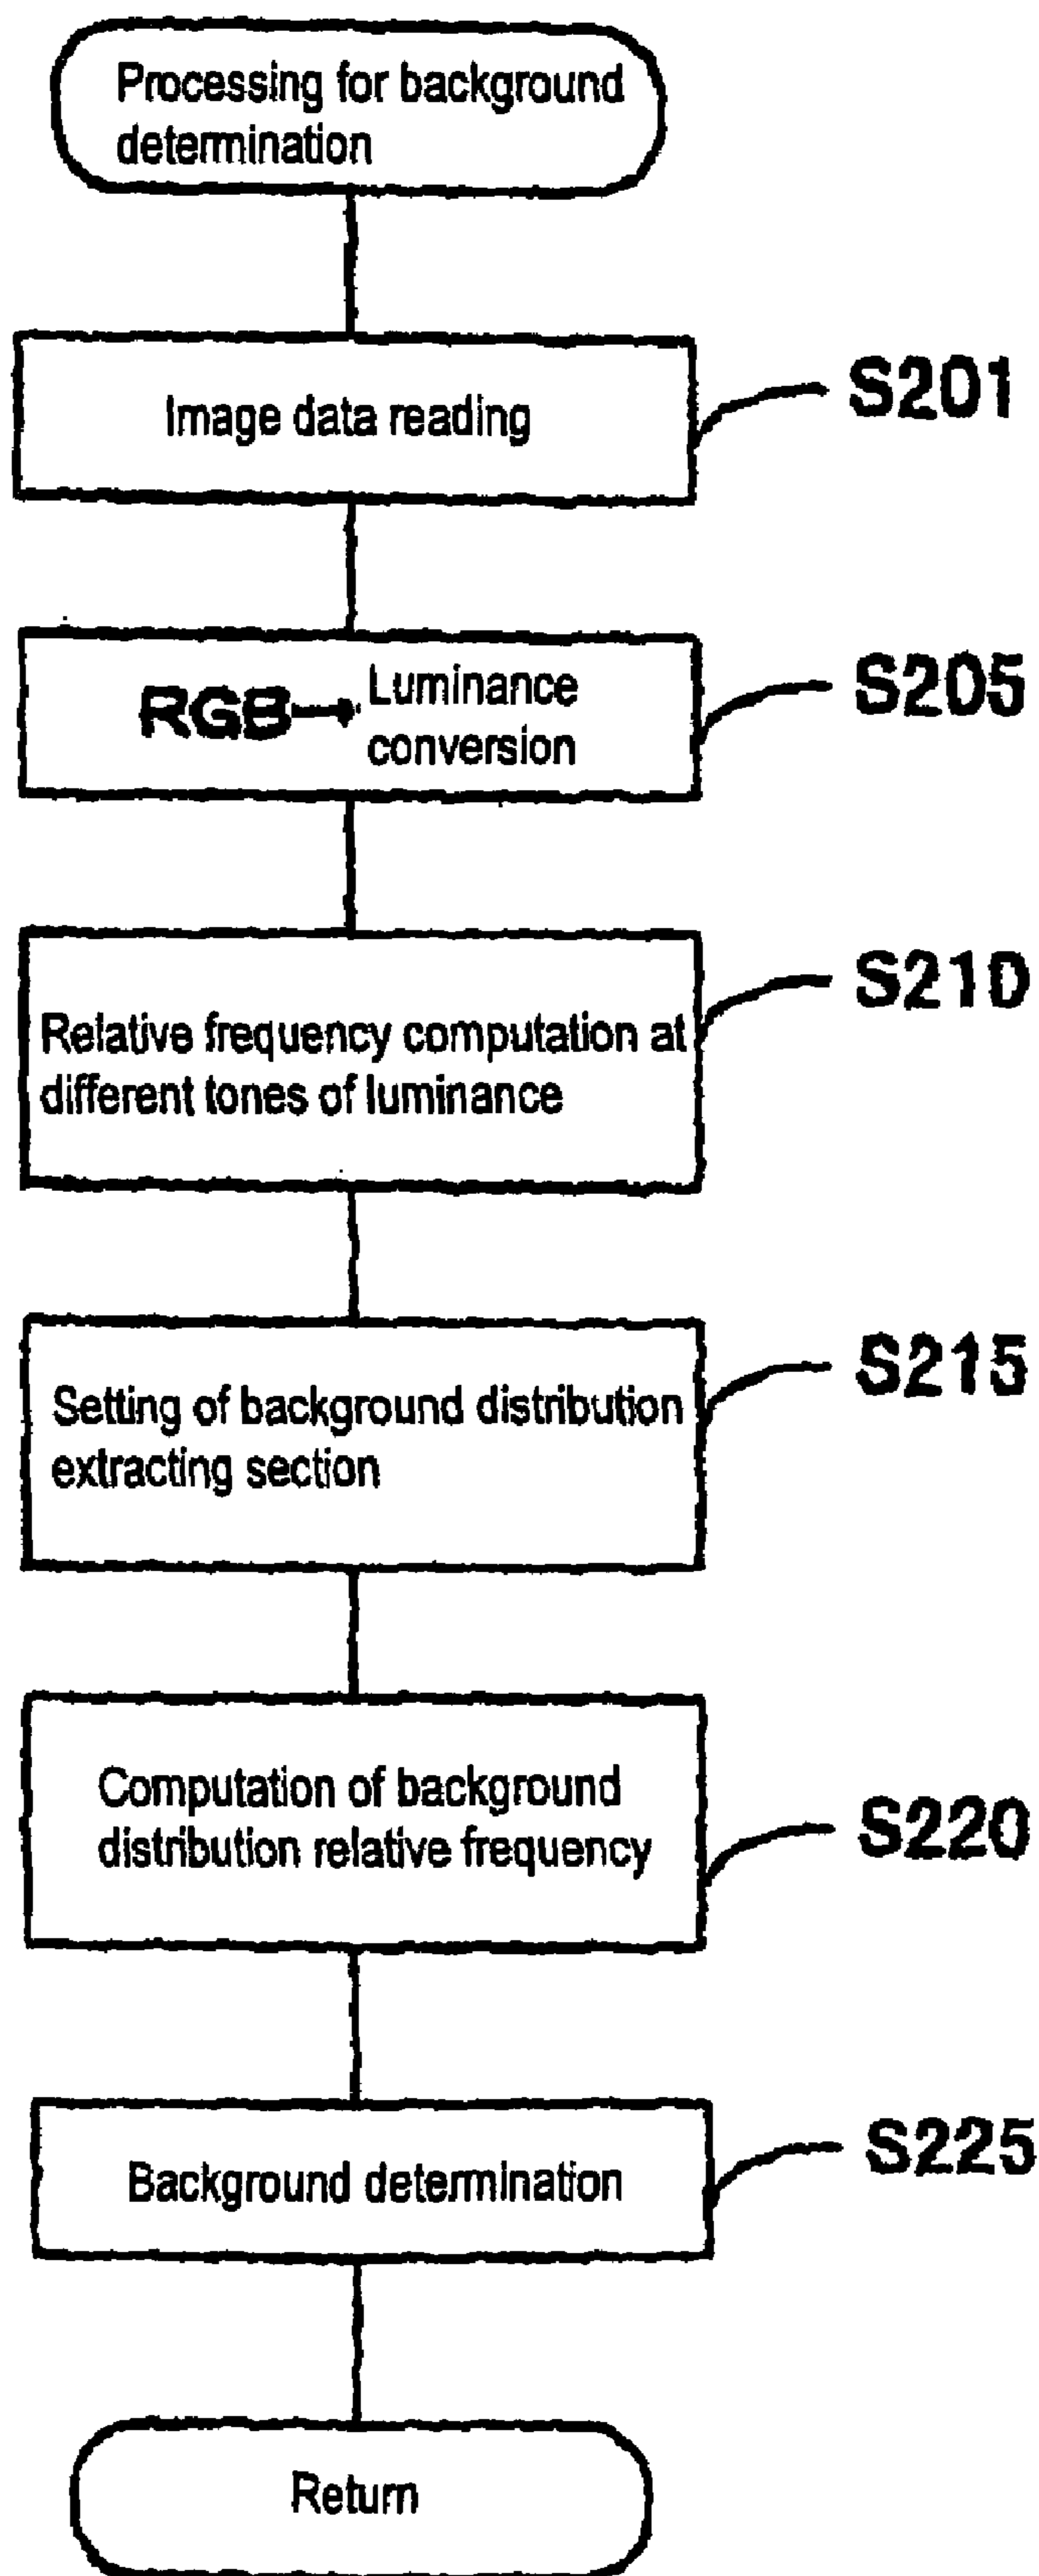 Processing for background
determination
Image data reading
S201
RGB→ Luminance
conversion
S205
Relative frequency computation at
different tones of luminance
S210
Setting of background distribution
extracting section
S215
Computation of background
distribution relative frequency
S220
Background determination
S225
Return